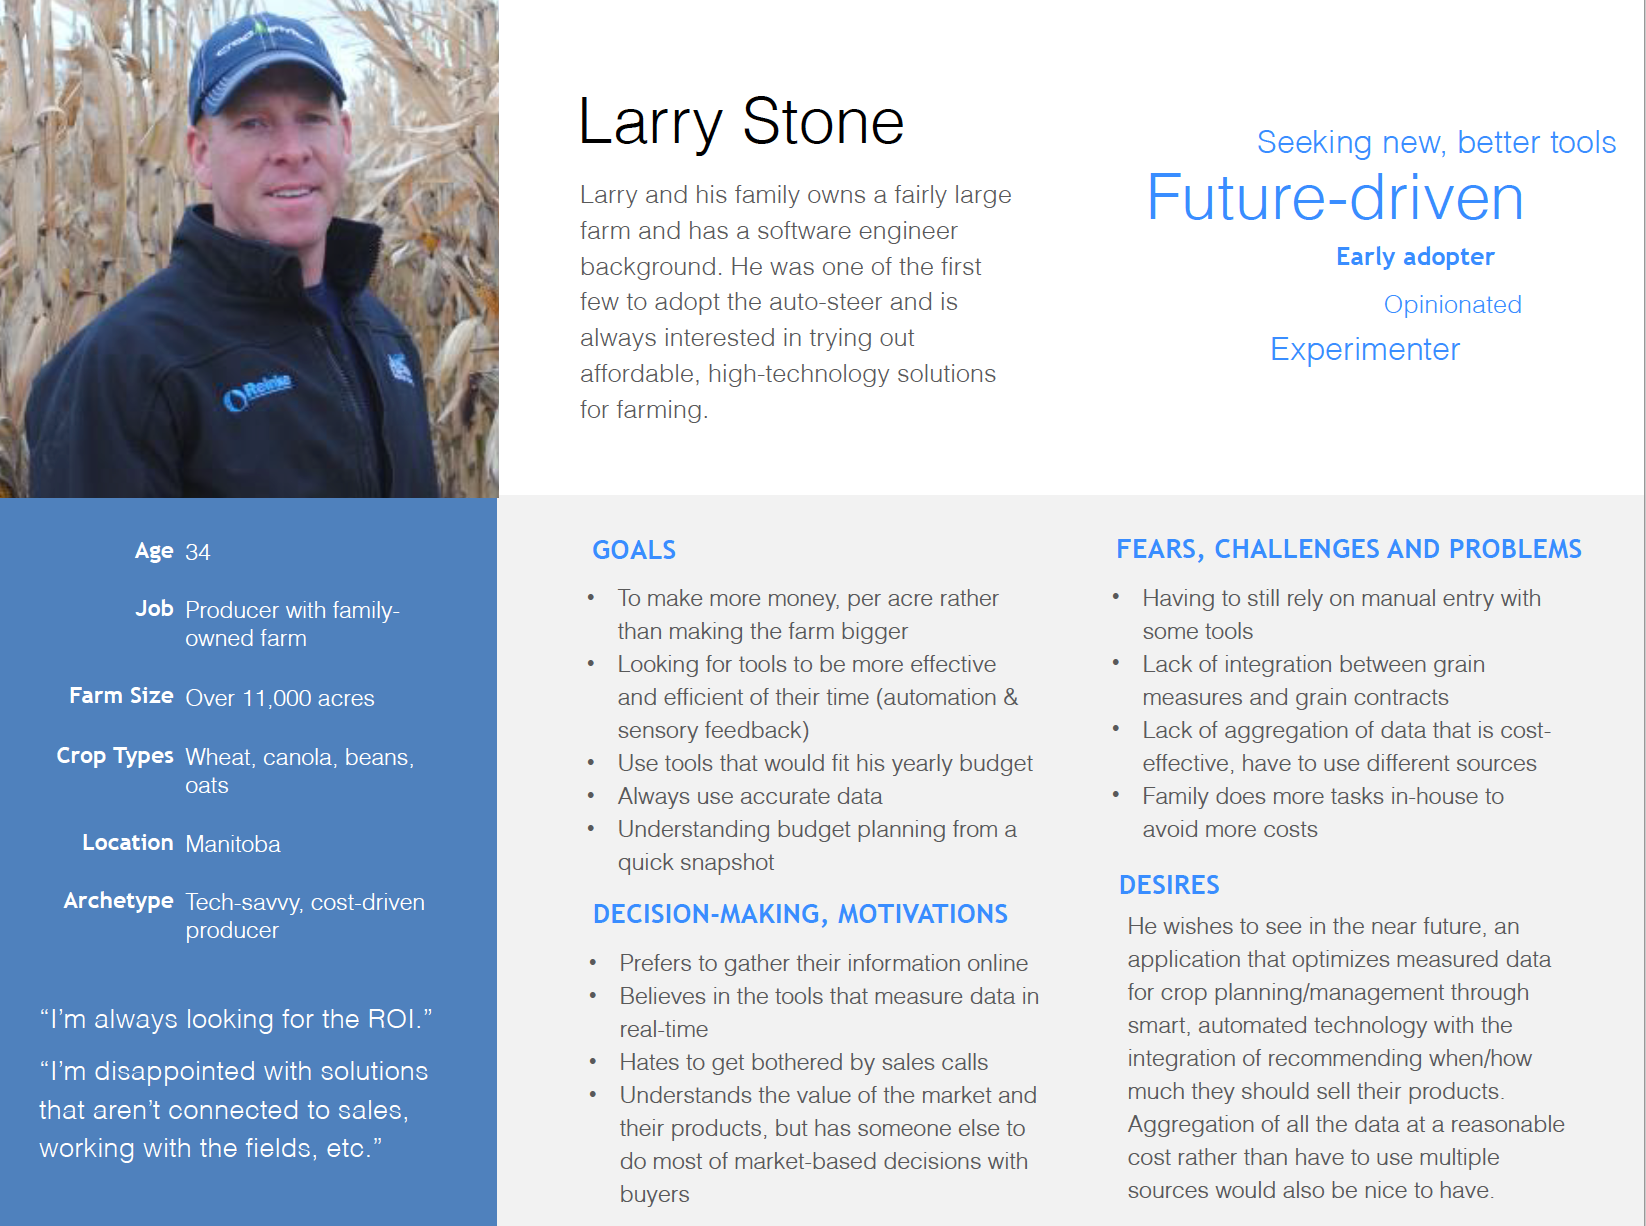 Larry Stone
Larry and his family owns a fairly large
farm and has a software engineer
background. He was one of the first
few to adopt the auto-steer and is
always interested in trying out
affordable, high-technology solutions
for farming.
Seeking new, better tools
Future-driven
Early adopter
Opinionated
Experimenter
Reinke
Age 34
Job Producer with family-
owned farm
Farm Size Over 11,000 acres
Crop Types Wheat, canola, beans,
oats
Location Manitoba
Archetype Tech-savvy, cost-driven
producer
“I’m always looking for the ROI.”
“I’m disappointed with solutions
that aren’t connected to sales,
working with the fields, etc.”
GOALS
• To make more money, per acre rather
than making the farm bigger
• Looking for tools to be more effective
and efficient of their time (automation &
sensory feedback)
• Use tools that would fit his yearly budget
• Always use accurate data
• Understanding budget planning from a
quick snapshot
DECISION-MAKING, MOTIVATIONS
• Prefers to gather their information online
• Believes in the tools that measure data in
real-time
• Hates to get bothered by sales calls
• Understands the value of the market and
their products, but has someone else to
do most of market-based decisions with
buyers
FEARS, CHALLENGES AND PROBLEMS
• Having to still rely on manual entry with
some tools
• Lack of integration between grain
measures and grain contracts
• Lack of aggregation of data that is cost-
effective, have to use different sources
• Family does more tasks in-house to
avoid more costs
DESIRES
He wishes to see in the near future, an
application that optimizes measured data
for crop planning/management through
smart, automated technology with the
integration of recommending when/how
much they should sell their products.
Aggregation of all the data at a reasonable
cost rather than have to use multiple
sources would also be nice to have.